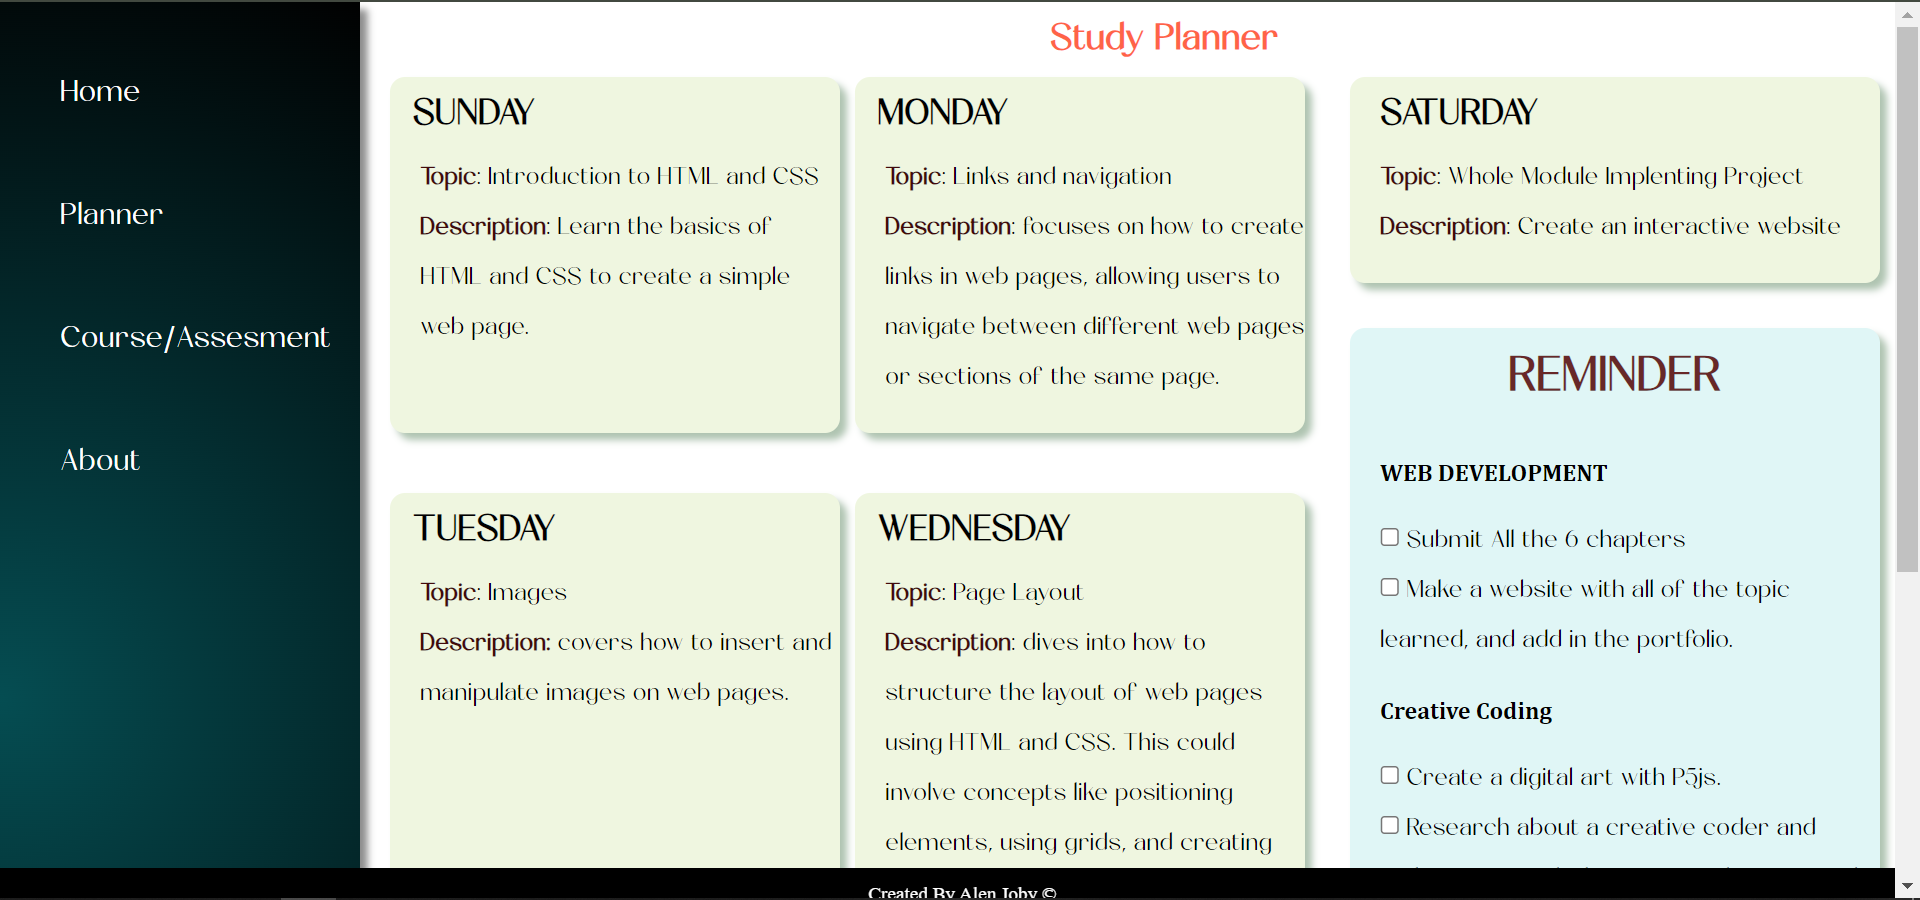 Home
Planner
Course/Assesment
About
Study Planner
SUNDAY
Topic: Introduction to HTML and CSS
Description: Learn the basics of
HTML and CSS to create a simple
web page.
MONDAY
Topic: Links and navigation
Description: focuses on how to create
links in web pages, allowing users to
navigate between different web pages
or sections of the same page.
TUESDAY
Topic: Images
Description: covers how to insert and
manipulate images on web pages.
WEDNESDAY
Topic: Page Layout
Description: dives into how to
structure the layout of web pages
using HTML and CSS. This could
involve concepts like positioning
elements, using grids, and creating
SATURDAY
Topic: Whole Module Implenting Project
Description: Create an interactive website
REMINDER
WEB DEVELOPMENT
Submit All the 6 chapters
Make a website with all of the topic
learned, and add in the portfolio.
Creative Coding
Create a digital art with P5js.
Research about a creative coder and
Created By Alen Joby ©